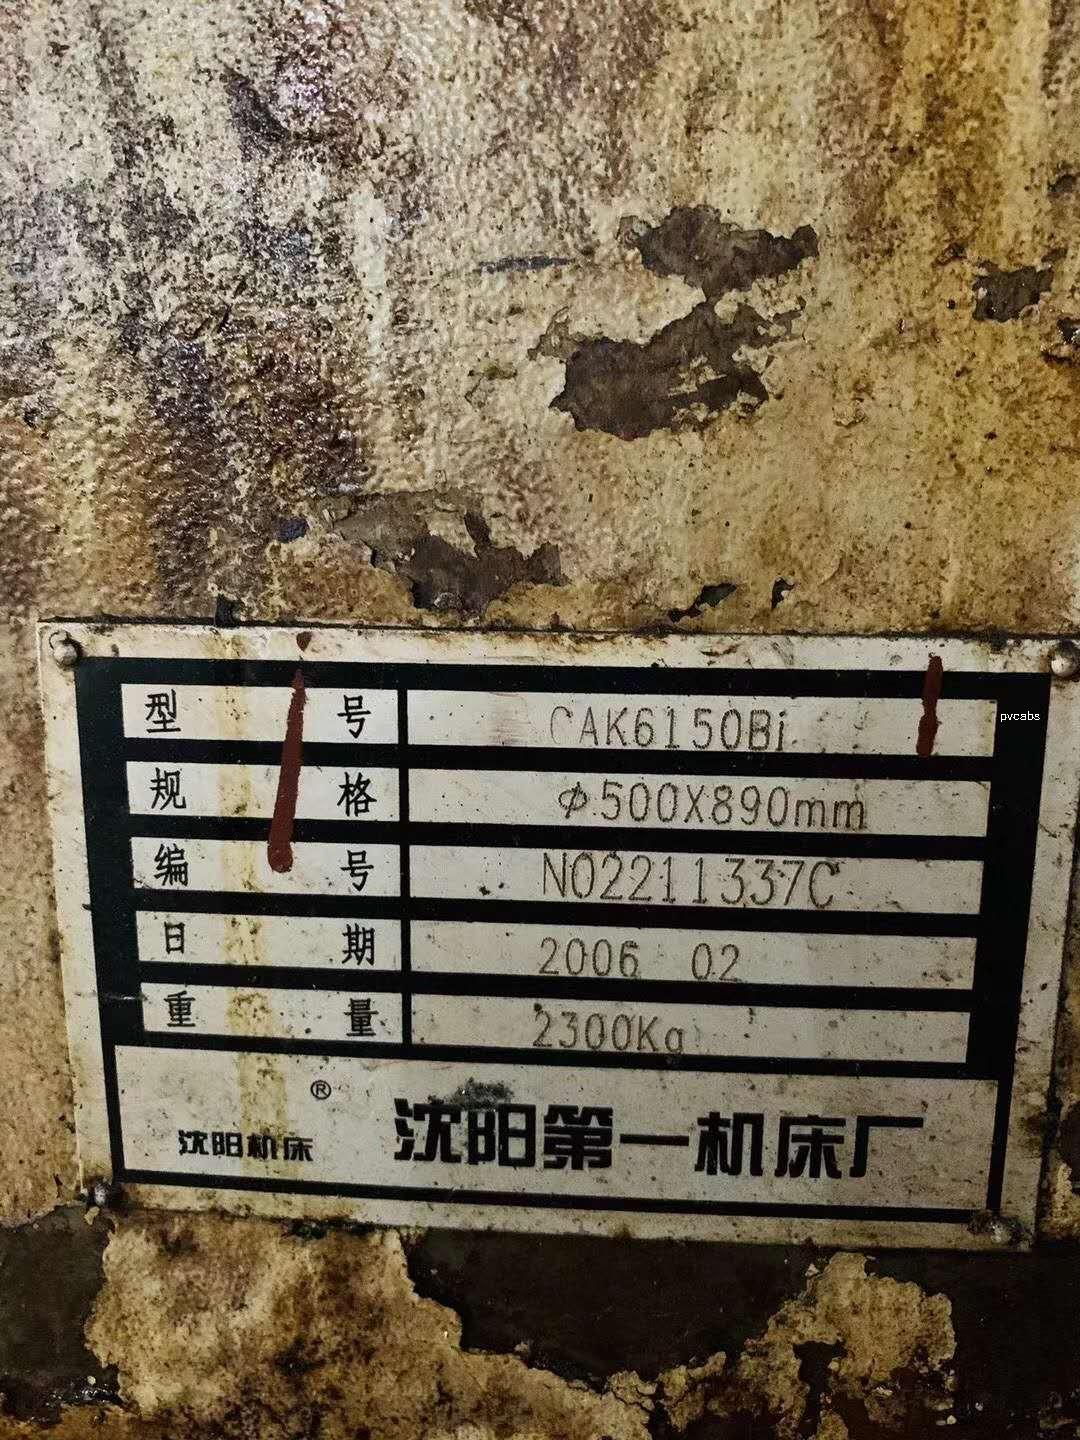 型 号 CAK6150Bi
pvcabs
规 格 Φ500X890mm
编 号 NO2211337C
日 期 2006 02
重 量 2300Kg
®
沈阳机床 沈阳第一机床厂